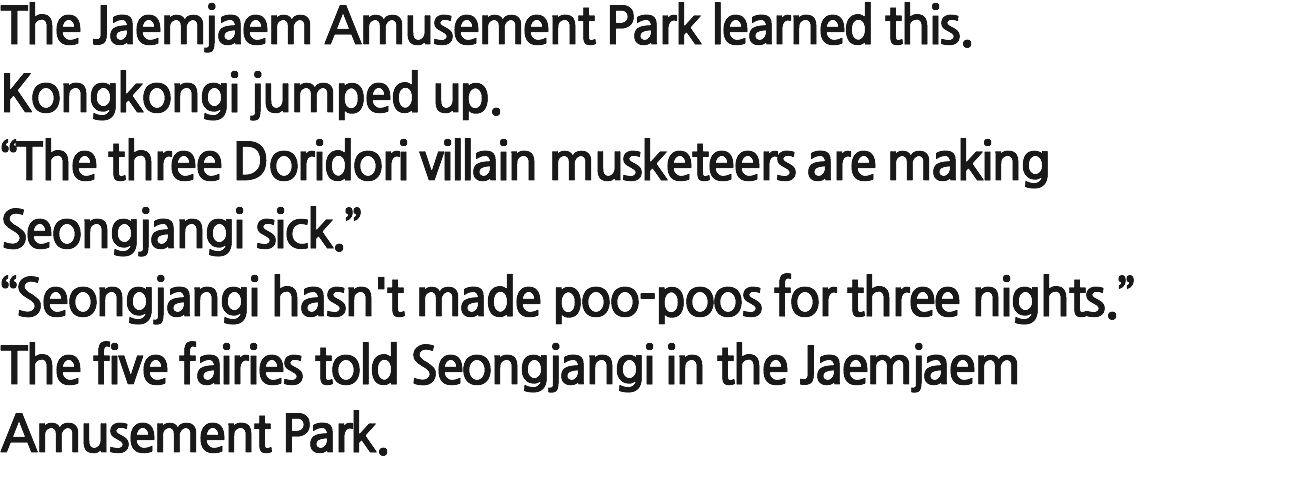 The Jaemjaem Amusement Park learned this.
Kongkongi jumped up.
“The three Doridori villain musketeers are making
Seongjangi sick.”
“Seongjangi hasn't made poo-poos for three nights.”
The five fairies told Seongjangi in the Jaemjaem
Amusement Park.